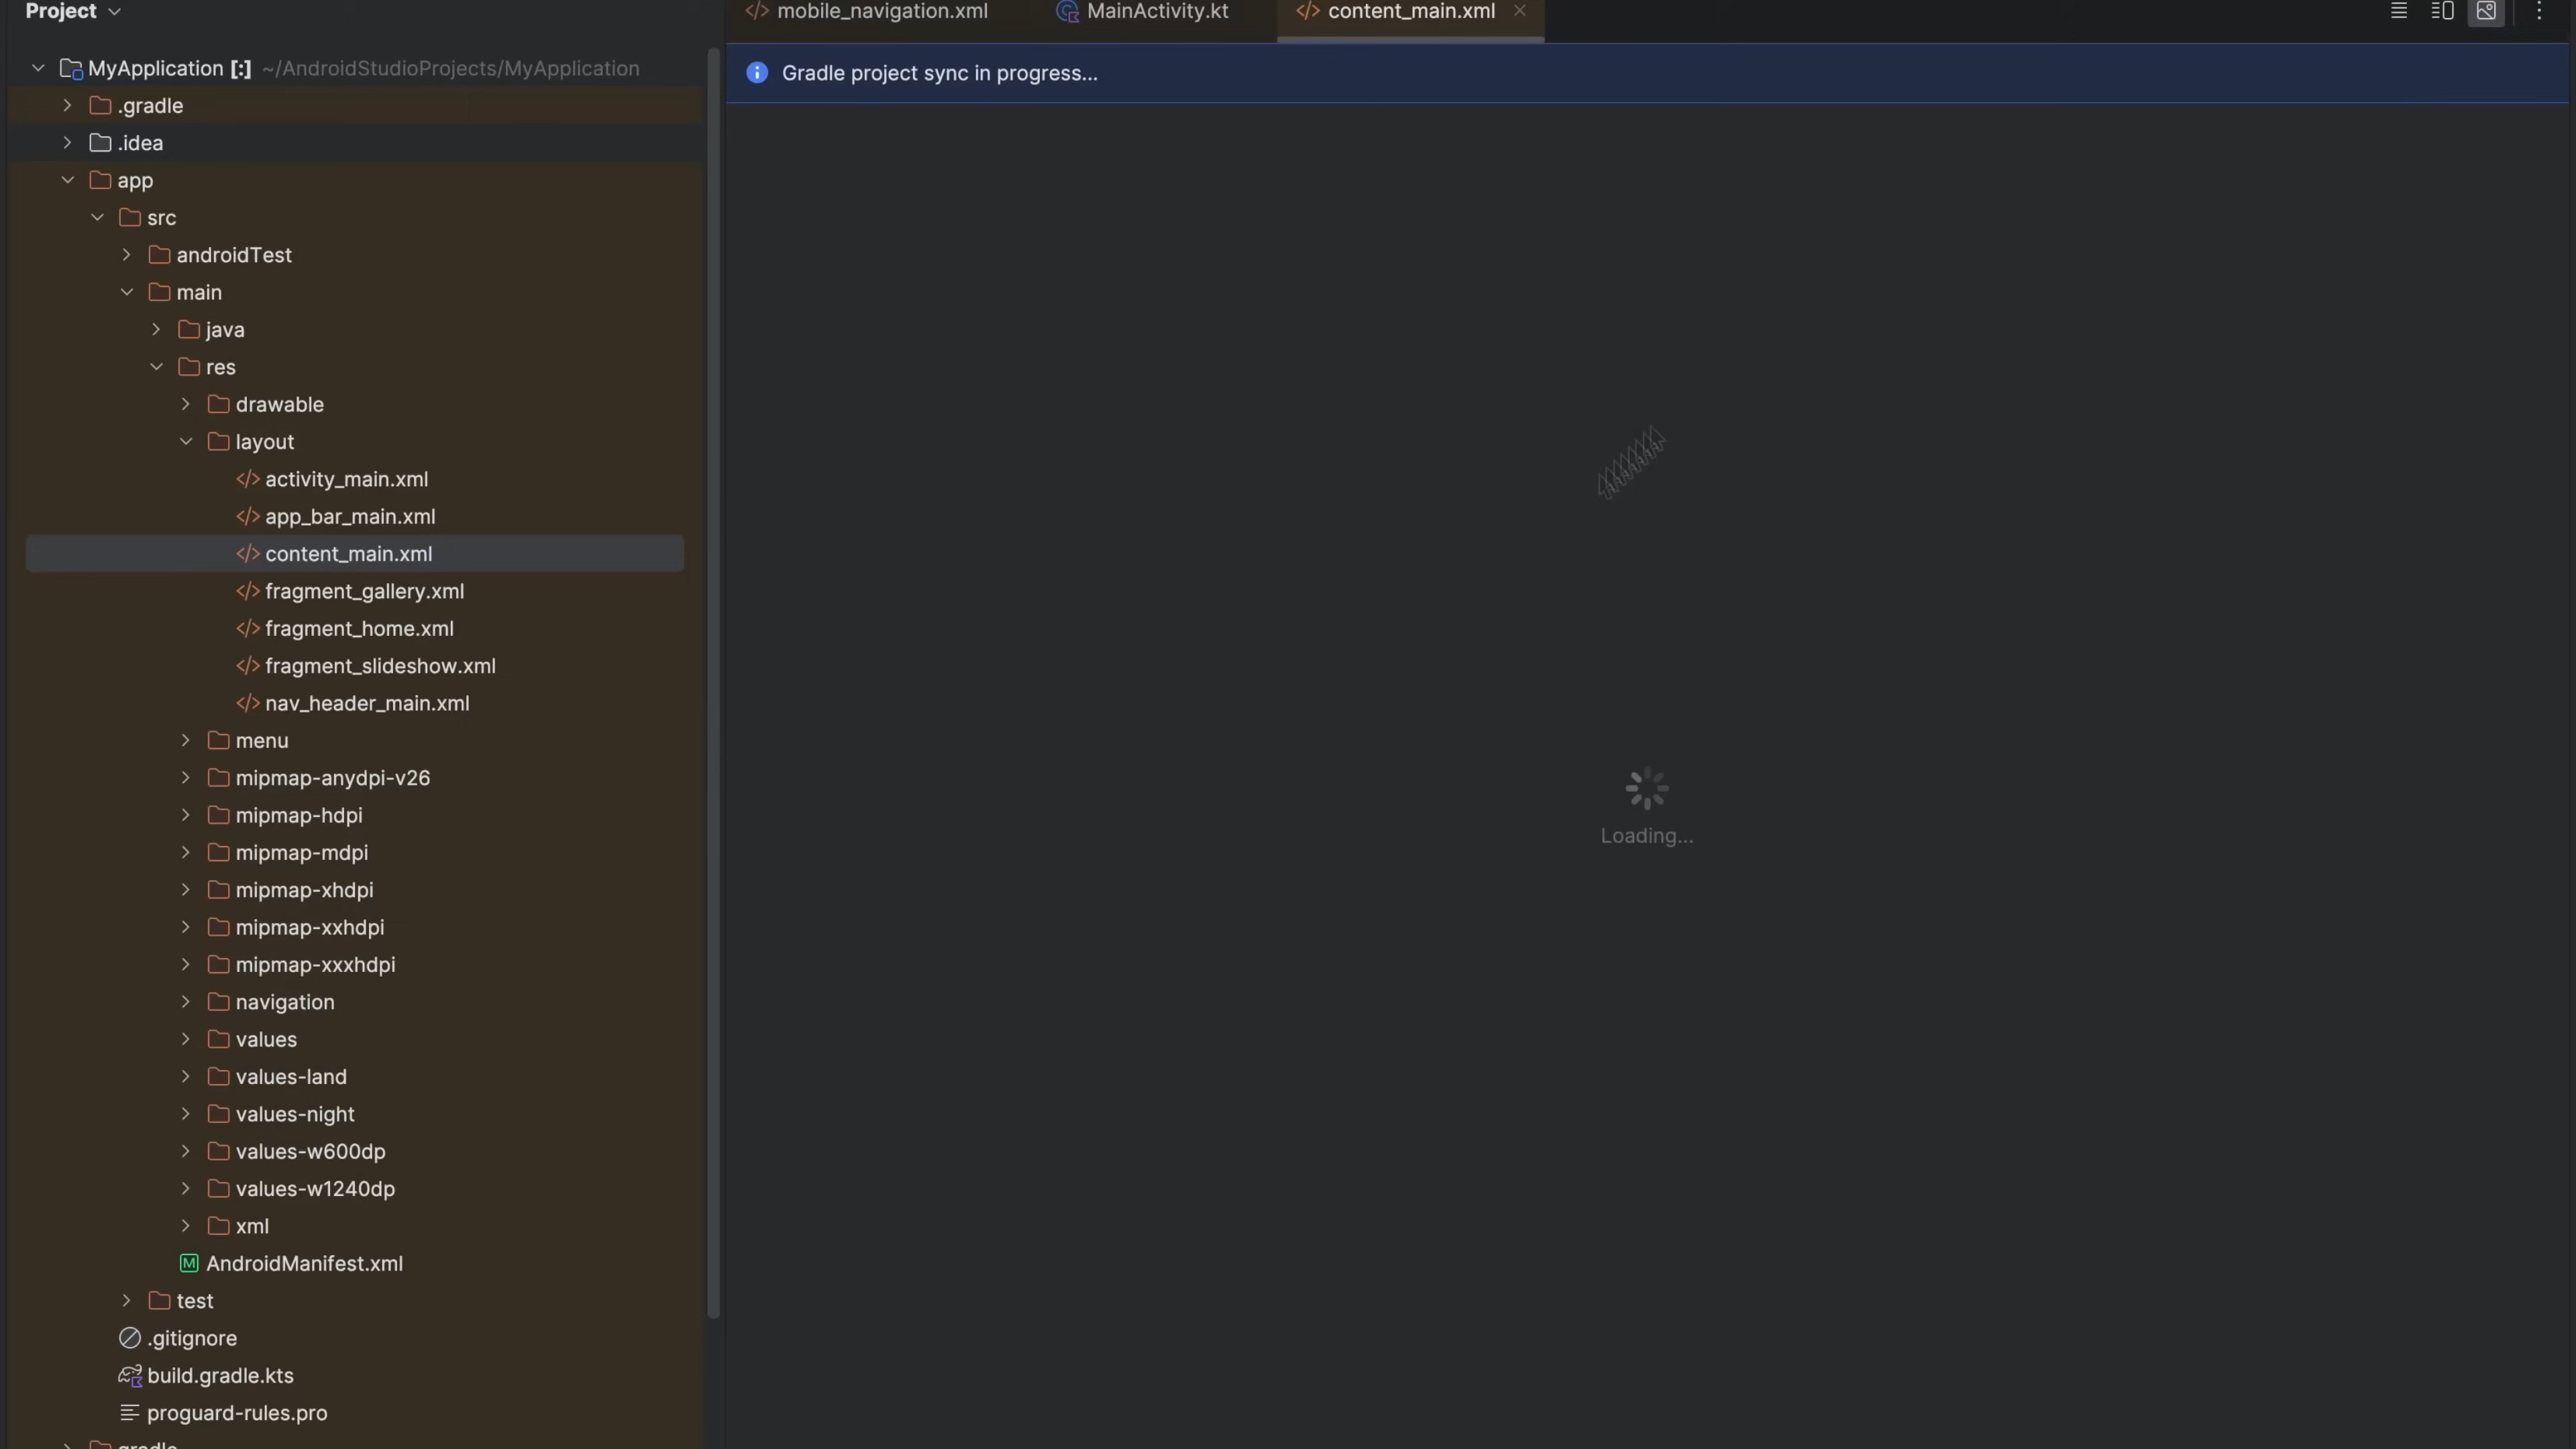 Project
mobile_navigation.xml
MainActivity.kt
content_main.xml
MyApplication [:] ~/AndroidStudioProjects/MyApplication
Gradle project sync in progress...
.gradle
.idea
app
src
androidTest
main
java
res
drawable
layout
activity_main.xml
app_bar_main.xml
content_main.xml
fragment_gallery.xml
fragment_home.xml
fragment_slideshow.xml
nav_header_main.xml
menu
mipmap-anydpi-v26
mipmap-hdpi
Loading...
mipmap-mdpi
mipmap-xhdpi
mipmap-xxhdpi
mipmap-xxxhdpi
navigation
values
values-land
values-night
values-w600dp
values-w1240dp
xml
AndroidManifest.xml
test
.gitignore
build.gradle.kts
proguard-rules.pro
gradle